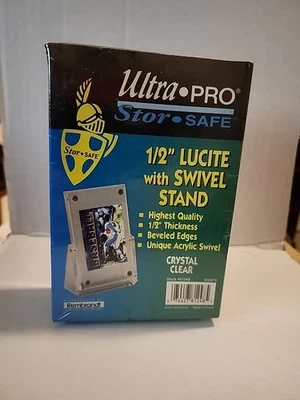 Ultra•PRO®
Stor•SAFE
Stor•SAFE
1/2" LUCITE
with SWIVEL
STAND
Highest Quality
1/2" Thickness
Beveled Edges
Unique Acrylic Swivel
CRYSTAL
CLEAR
Rembrandt